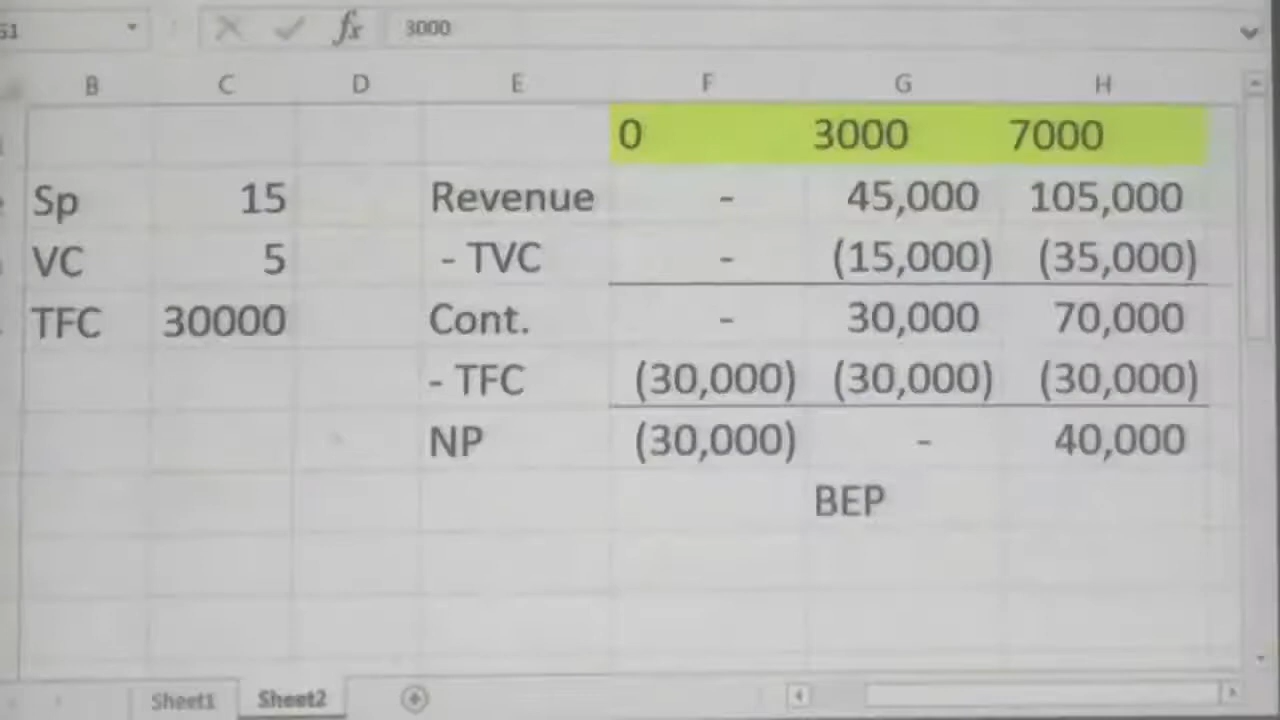 3000
B C D E F G H
0 3000 7000
Sp 15 Revenue - 45,000 105,000
VC 5 - TVC - (15,000) (35,000)
TFC 30000 Cont. - 30,000 70,000
- TFC (30,000) (30,000) (30,000)
NP (30,000) - 40,000
BEP
Sheet1 Sheet2